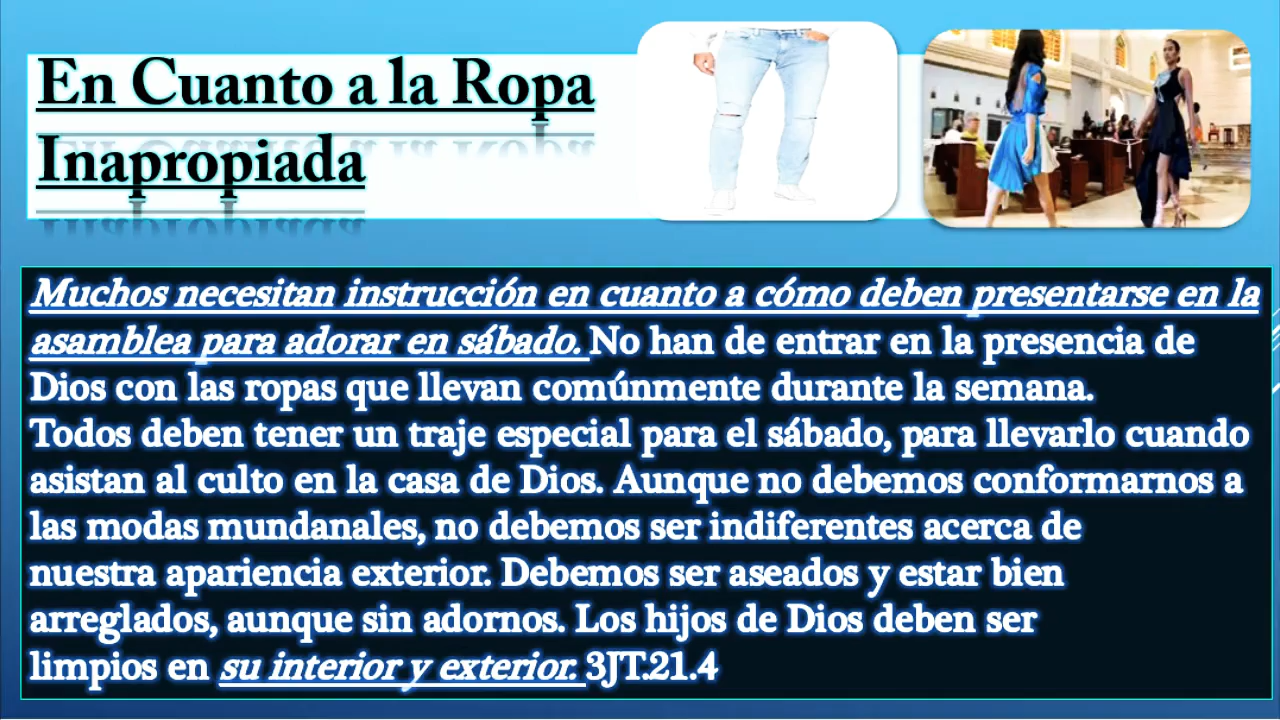 En Cuanto a la Ropa
Inapropiada
Muchos necesitan instrucción en cuanto a cómo deben presentarse en la
asamblea para adorar en sábado. No han de entrar en la presencia de
Dios con las ropas que llevan comúnmente durante la semana.
Todos deben tener un traje especial para el sábado, para llevarlo cuando
asistan al culto en la casa de Dios. Aunque no debemos conformarnos a
las modas mundanales, no debemos ser indiferentes acerca de
nuestra apariencia exterior. Debemos ser aseados y estar bien
arreglados, aunque sin adornos. Los hijos de Dios deben ser
limpios en su interior y exterior. 3JT.21.4